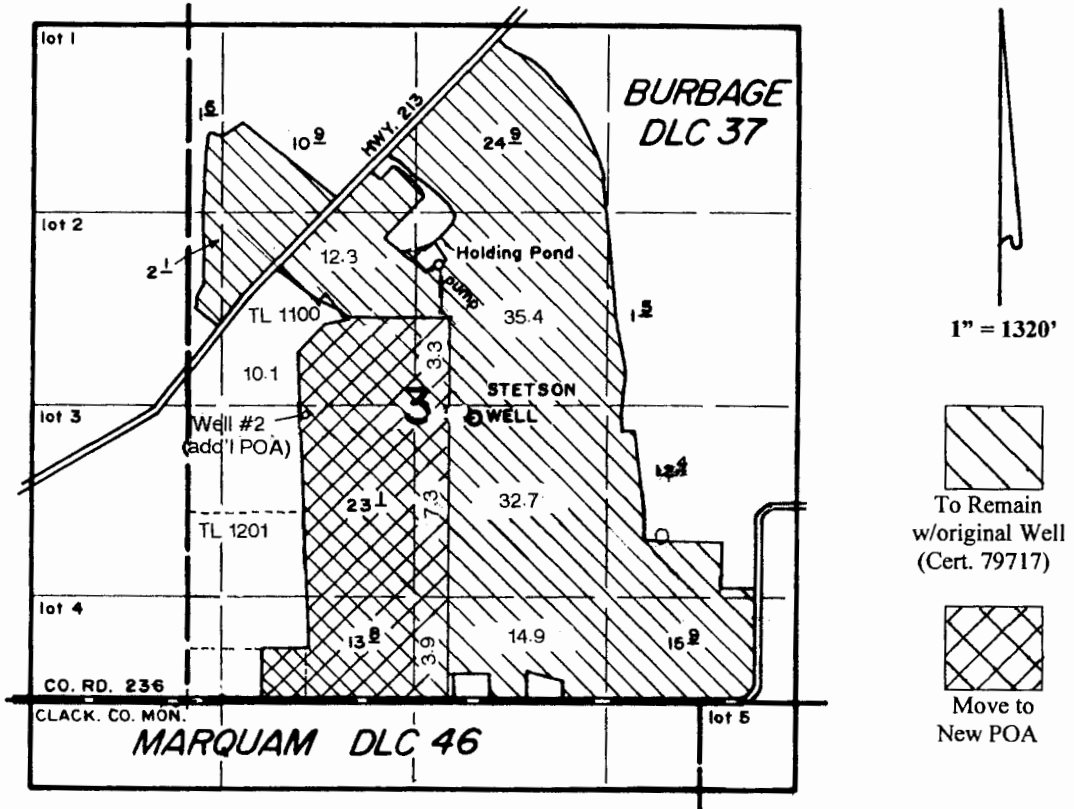 lot 1
BURBAGE
DLC 37
HWY. 213
1 6
10 9
24 9
lot 2
2 1
12.3
Holding Pond
pump
TL 1100
35.4
1 5
1" = 1320'
10.1
3.3
STETSON
WELL
3
lot 3
Well #2
(add'l POA)
12 4
23 1
7.3
32.7
TL 1201
To Remain
w/original Well
(Cert. 79717)
lot 4
13 8
3.9
14.9
15 9
CO. RD. 236
CLACK. CO. MON.
lot 5
MARQUAM DLC 46
Move to
New POA